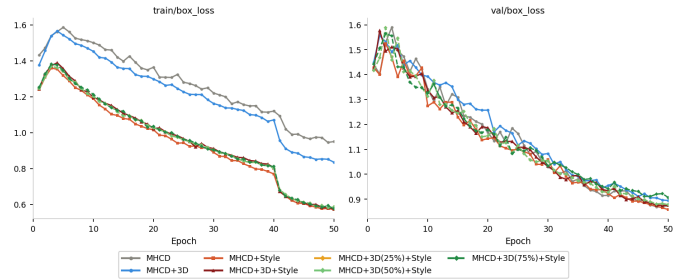 train/box_loss
val/box_loss
1.6
1.4
1.2
1.0
0.8
0.6
0 10 20 30 40 50
Epoch
1.6
1.5
1.4
1.3
1.2
1.1
1.0
0.9
0 10 20 30 40 50
Epoch
MHCD
MHCD+3D
MHCD+Style
MHCD+3D+Style
MHCD+3D(25%)+Style
MHCD+3D(50%)+Style
MHCD+3D(75%)+Style